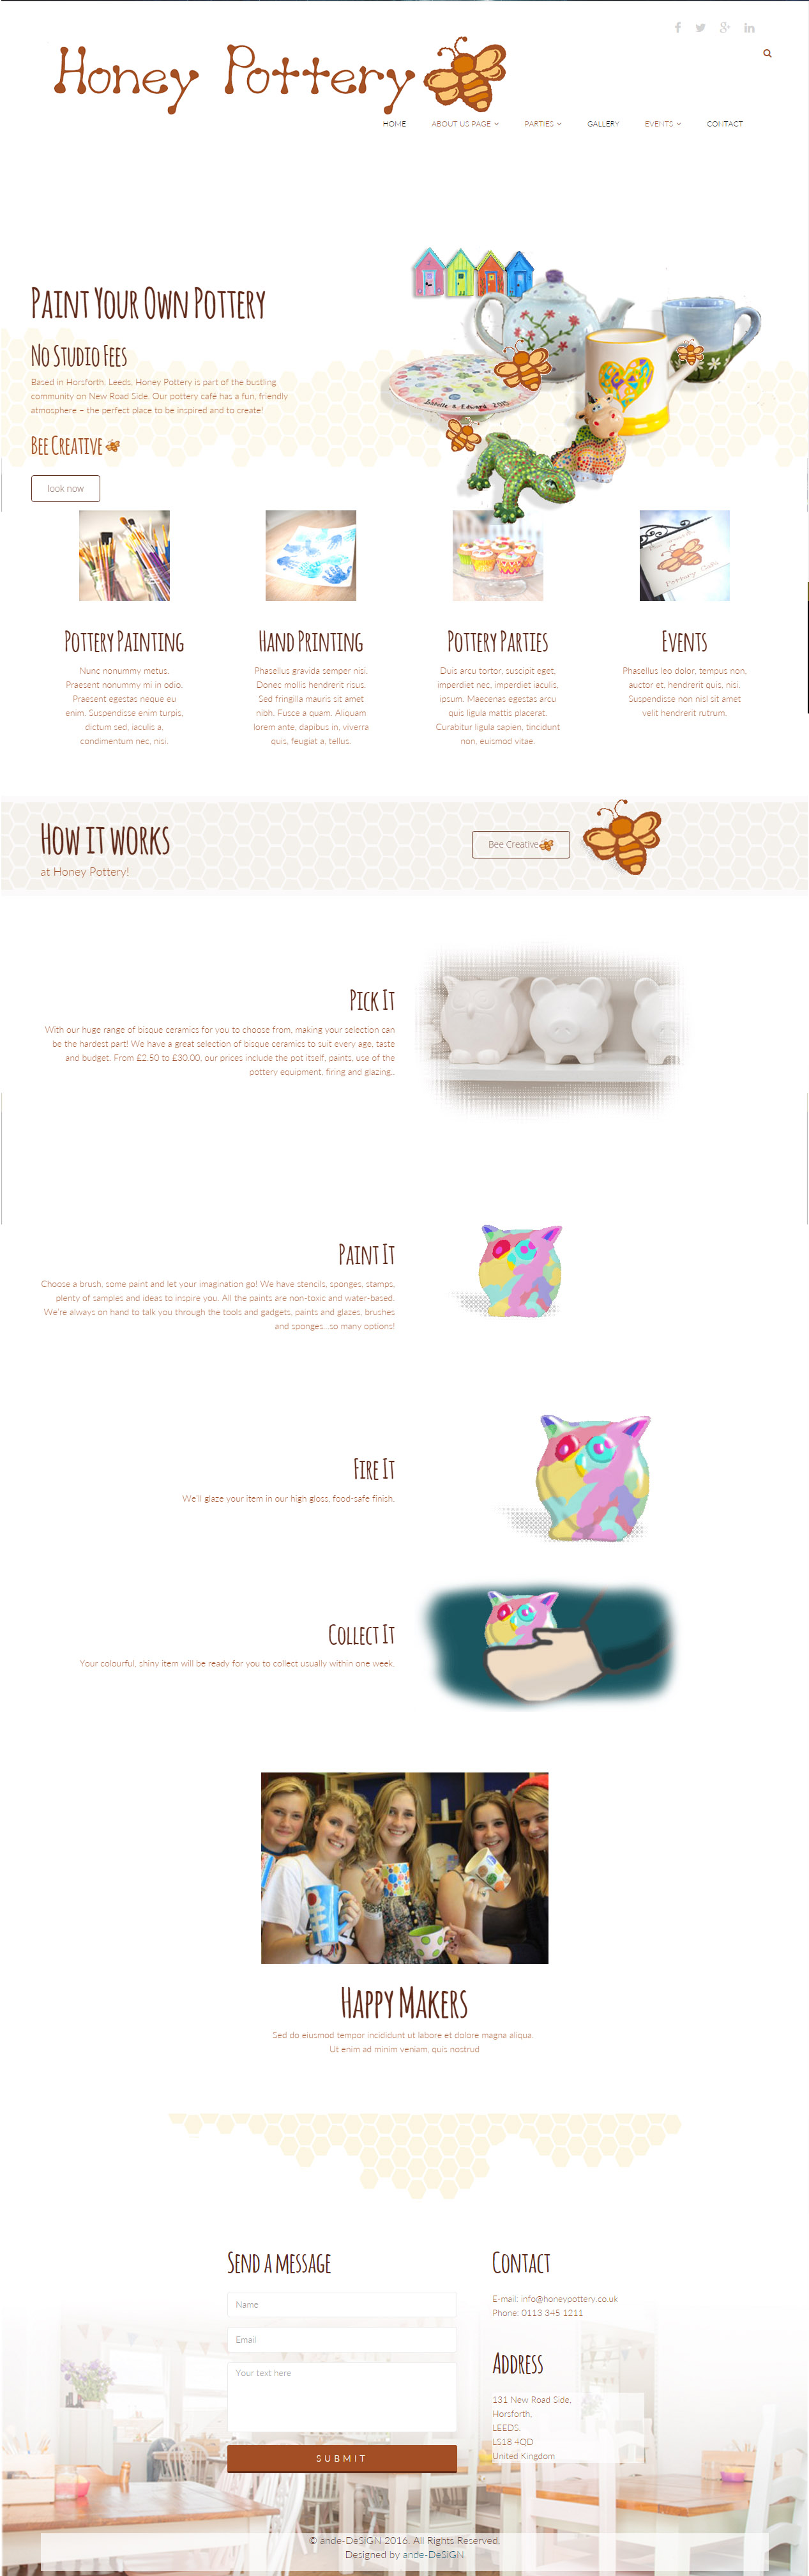 Honey Pottery
HOME ABOUT US PAGE PARTIES GALLERY EVENTS CONTACT
Paint Your Own Pottery
No Studio Fees
Based in Horsforth, Leeds, Honey Pottery is part of the bustling
community on New Road Side. Our pottery café has a fun, friendly
atmosphere – the perfect place to be inspired and to create!
Bee Creative
look now
Isabelle & Edward 2015
Pottery Painting
Nunc nonummy metus.
Praesent nonummy mi in odio.
Praesent egestas neque eu
enim. Suspendisse enim turpis,
dictum sed, iaculis a,
condimentum nec, nisi.
Hand Printing
Phasellus gravida semper nisi.
Donec mollis hendrerit risus.
Sed fringilla mauris sit amet
nibh. Fusce a quam. Aliquam
lorem ante, dapibus in, viverra
quis, feugiat a, tellus.
Pottery Parties
Duis arcu tortor, suscipit eget,
imperdiet nec, imperdiet iaculis,
ipsum. Maecenas egestas arcu
quis ligula mattis placerat.
Curabitur ligula sapien, tincidunt
non, euismod vitae.
Pottery Cafe
Events
Phasellus leo dolor, tempus non,
auctor et, hendrerit quis, nisi.
Suspendisse non nisl sit amet
velit hendrerit rutrum.
How it works
at Honey Pottery!
Bee Creative
Pick It
With our huge range of bisque ceramics for you to choose from, making your selection can
be the hardest part! We have a great selection of bisque ceramics to suit every age, taste
and budget. From £2.50 to £30.00, our prices include the pot itself, paints, use of the
pottery equipment, firing and glazing..
Paint It
Choose a brush, some paint and let your imagination go! We have stencils, sponges, stamps,
plenty of samples and ideas to inspire you. All the paints are non-toxic and water-based.
We're always on hand to talk you through the tools and gadgets, paints and glazes, brushes
and sponges...so many options!
Fire It
We'll glaze your item in our high gloss, food-safe finish.
Collect It
Your colourful, shiny item will be ready for you to collect usually within one week.
Happy Makers
Sed do eiusmod tempor incididunt ut labore et dolore magna aliqua.
Ut enim ad minim veniam, quis nostrud
Send a message
Name
Email
Your text here
SUBMIT
Contact
E-mail: info@honeypottery.co.uk
Phone: 0113 345 1211
Address
131 New Road Side,
Horsforth,
LEEDS.
LS18 4QD
United Kingdom
© ande-DeSiGN 2016. All Rights Reserved.
Designed by ande-DeSiGN